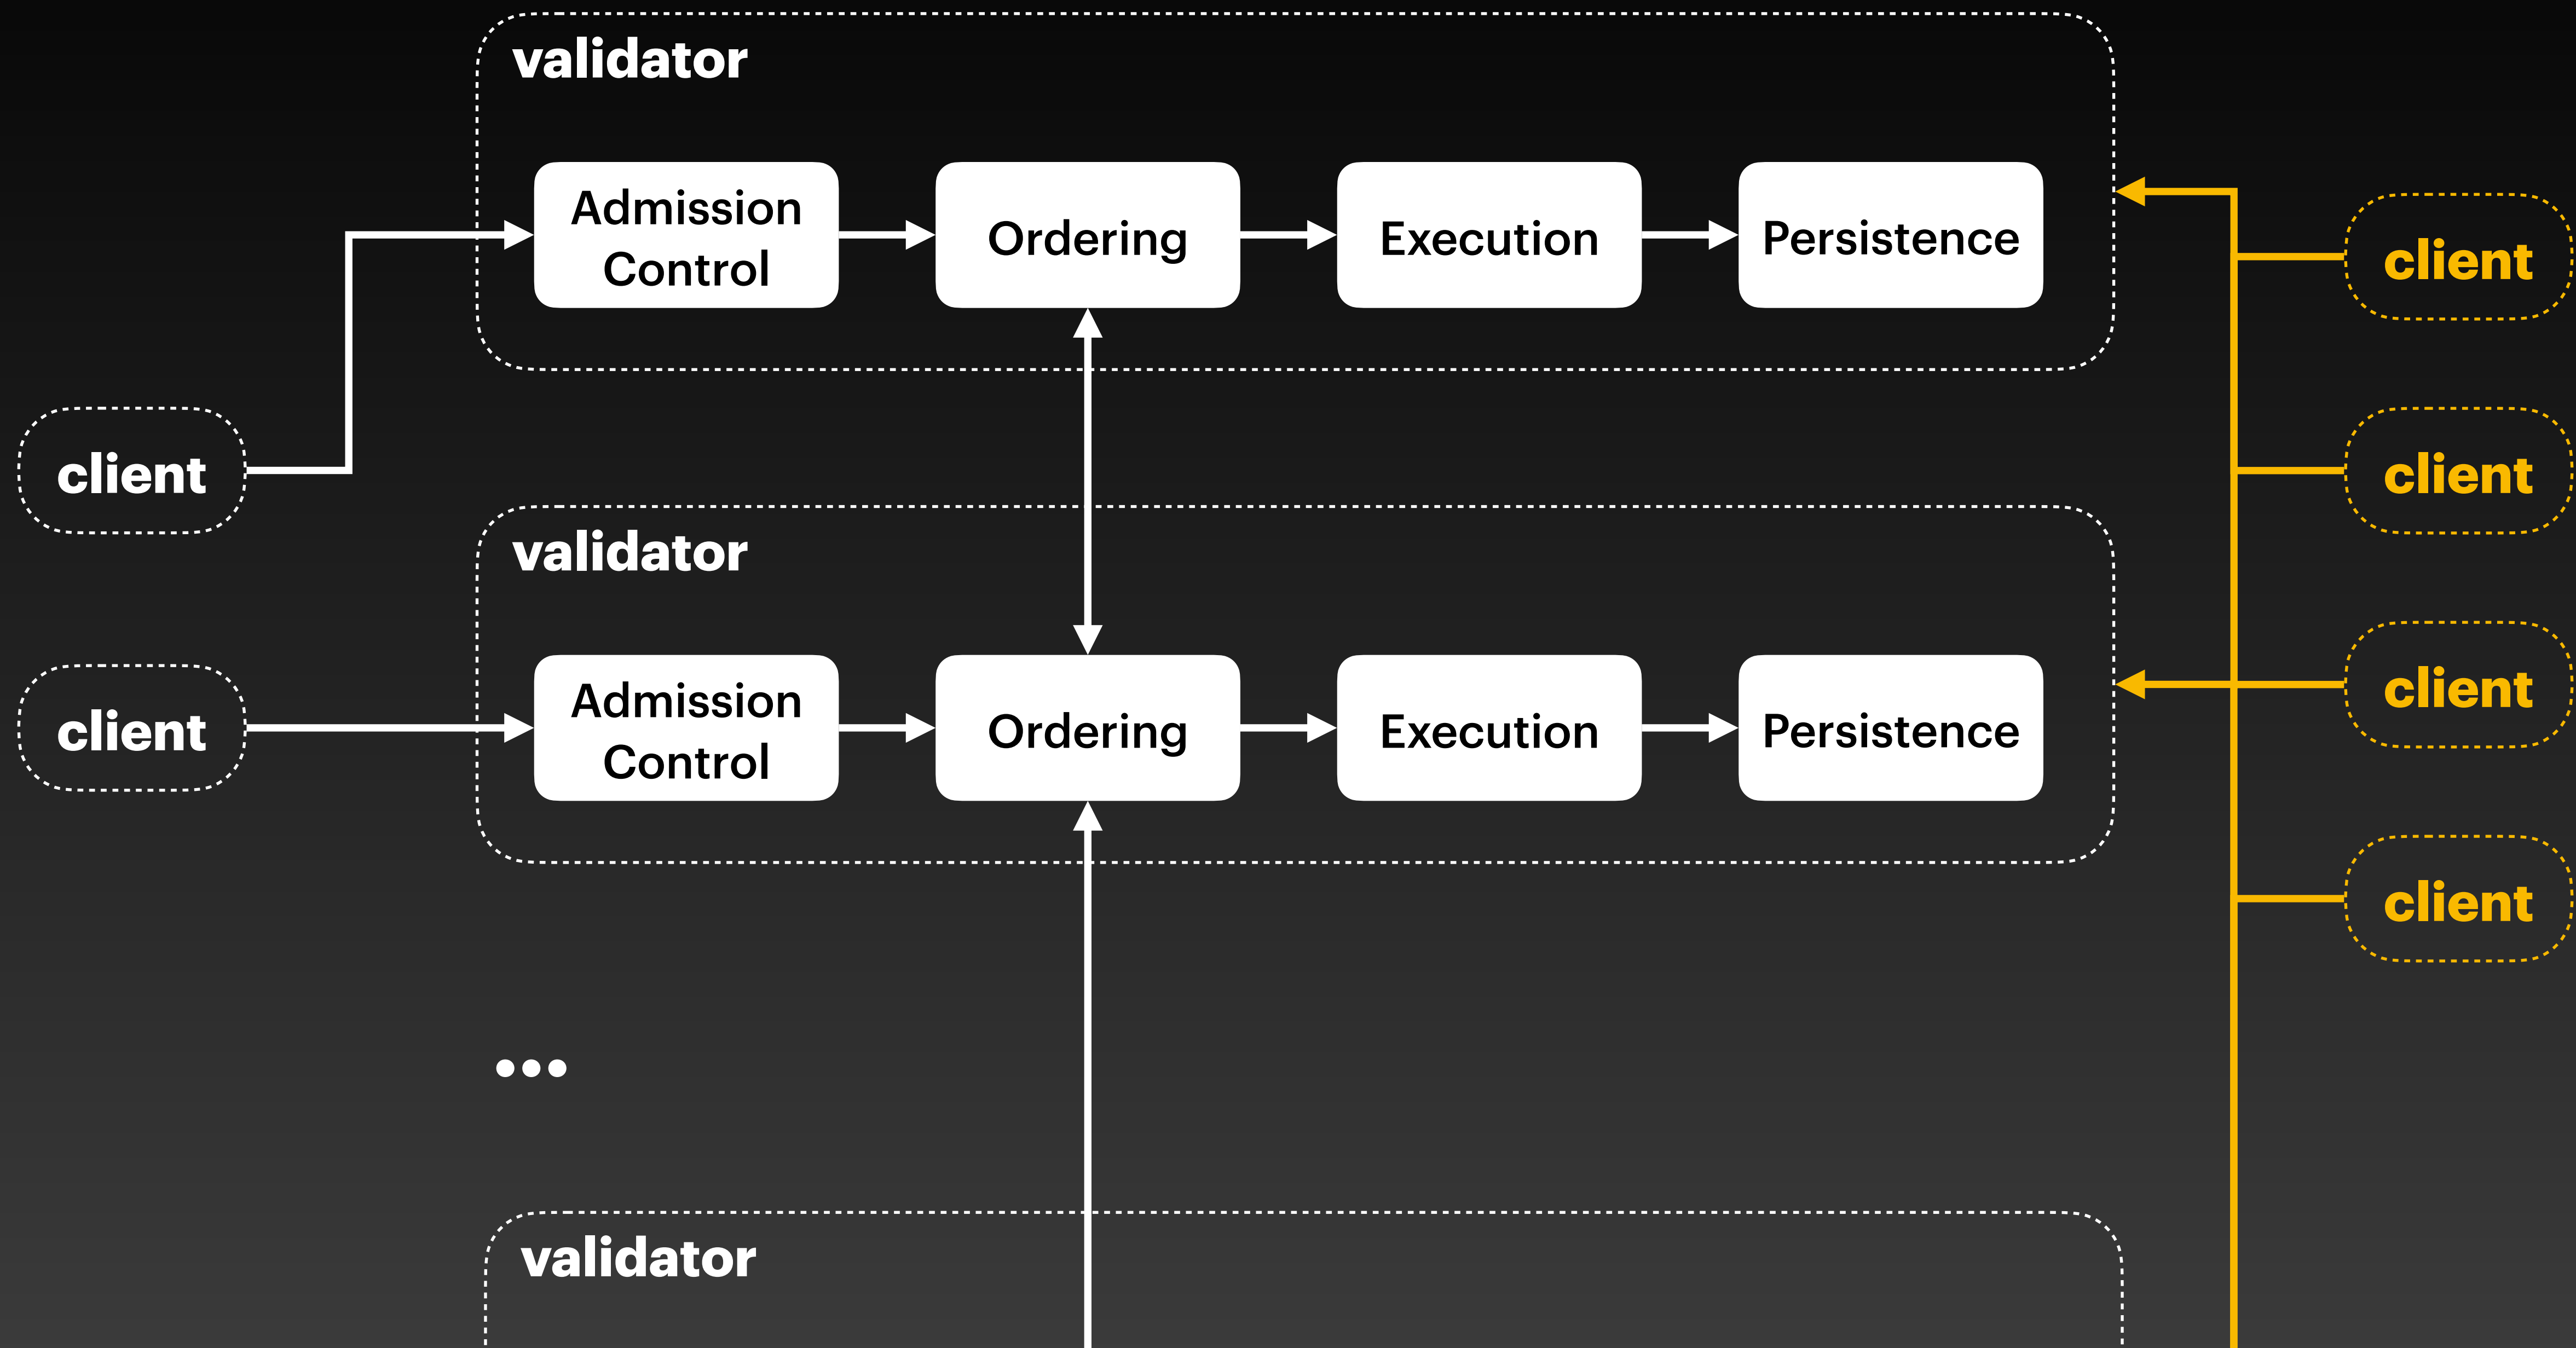 validator
Admission
Control
Ordering
Execution
Persistence
client
client
validator
Admission
Control
Ordering
Execution
Persistence
client
client
client
client
...
validator